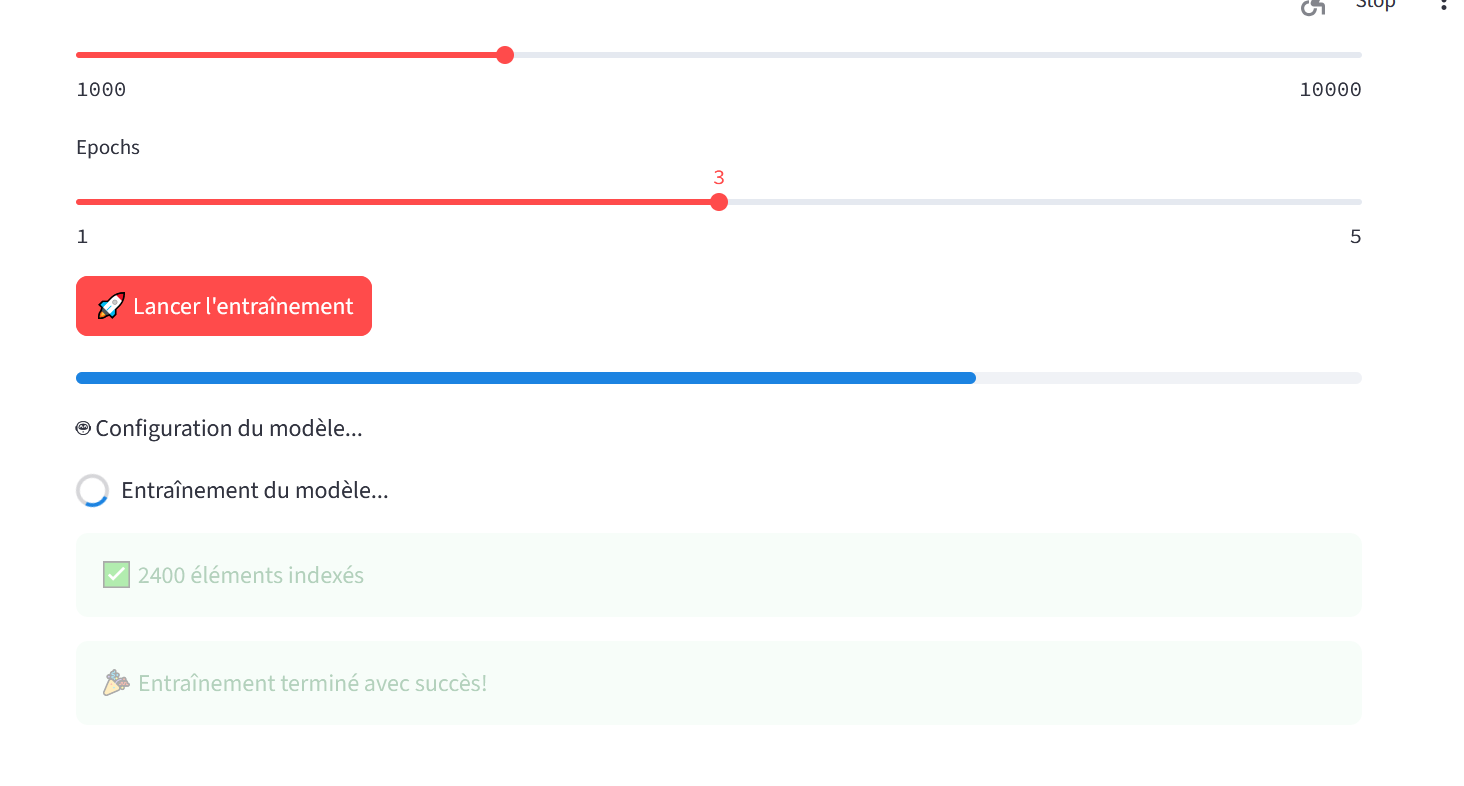 Stop
1000 10000
Epochs
3
1 5
🚀 Lancer l'entraînement
Configuration du modèle...
Entraînement du modèle...
✅ 2400 éléments indexés
🎉 Entraînement terminé avec succès!